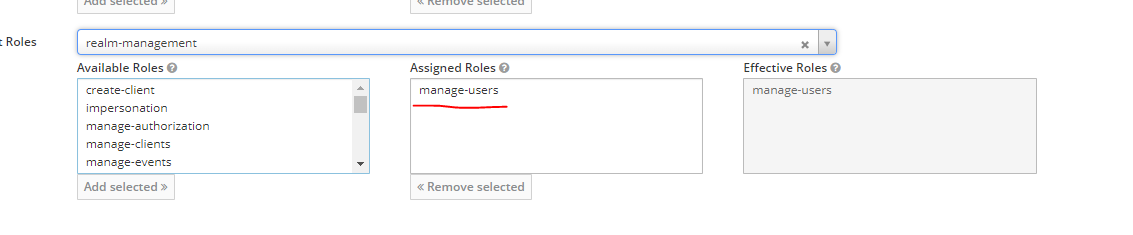 Add selected »
« Remove selected
t Roles
realm-management
Available Roles
Assigned Roles
Effective Roles
create-client
impersonation
manage-authorization
manage-clients
manage-events
manage-users
manage-users
Add selected »
« Remove selected